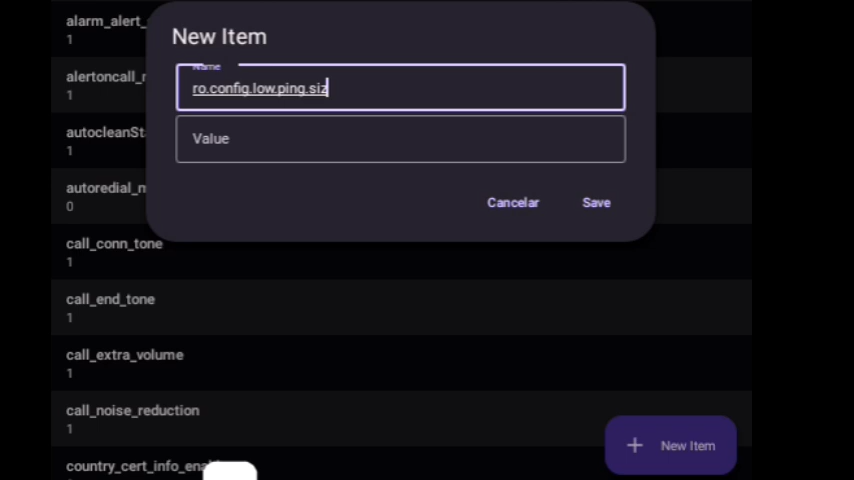 alarm_alert_
1
New Item
Name
ro.config.low.ping.siz
alertoncall_
1
Value
autocleanSt
1
autoredial_
0
Cancelar
Save
call_conn_tone
1
call_end_tone
1
call_extra_volume
1
call_noise_reduction
1
+ New Item
country_cert_info_ena